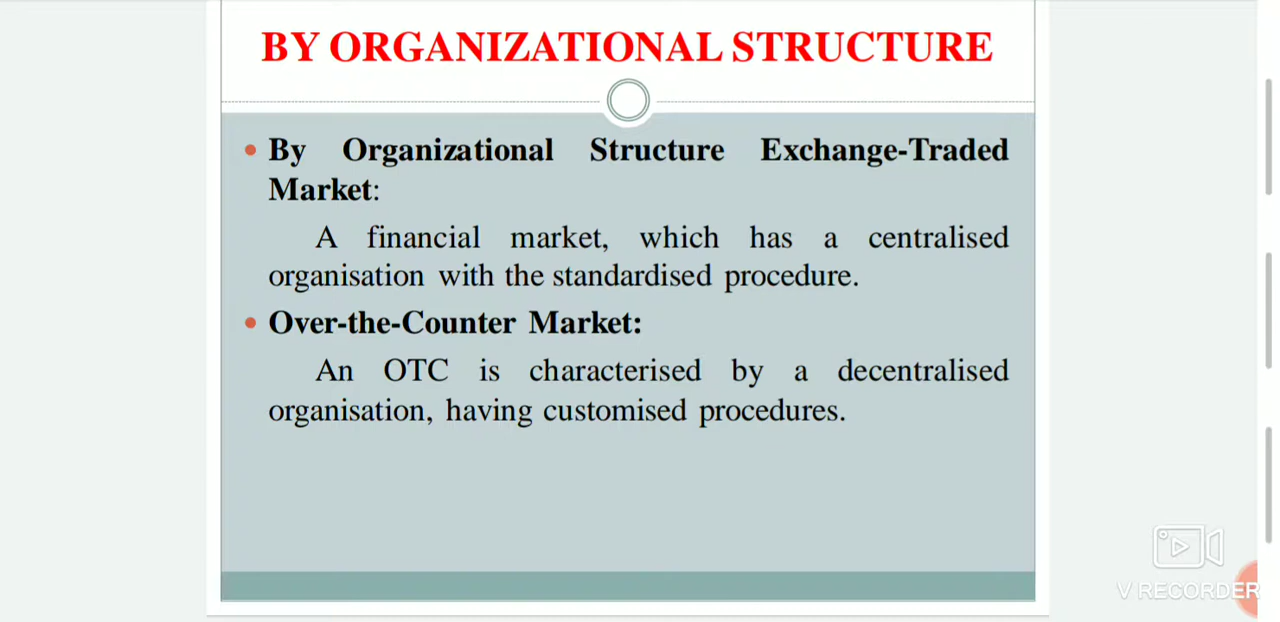 BY ORGANIZATIONAL STRUCTURE
• By Organizational Structure Exchange-Traded
Market:
A financial market, which has a centralised
organisation with the standardised procedure.
• Over-the-Counter Market:
An OTC is characterised by a decentralised
organisation, having customised procedures.
V RECORDER